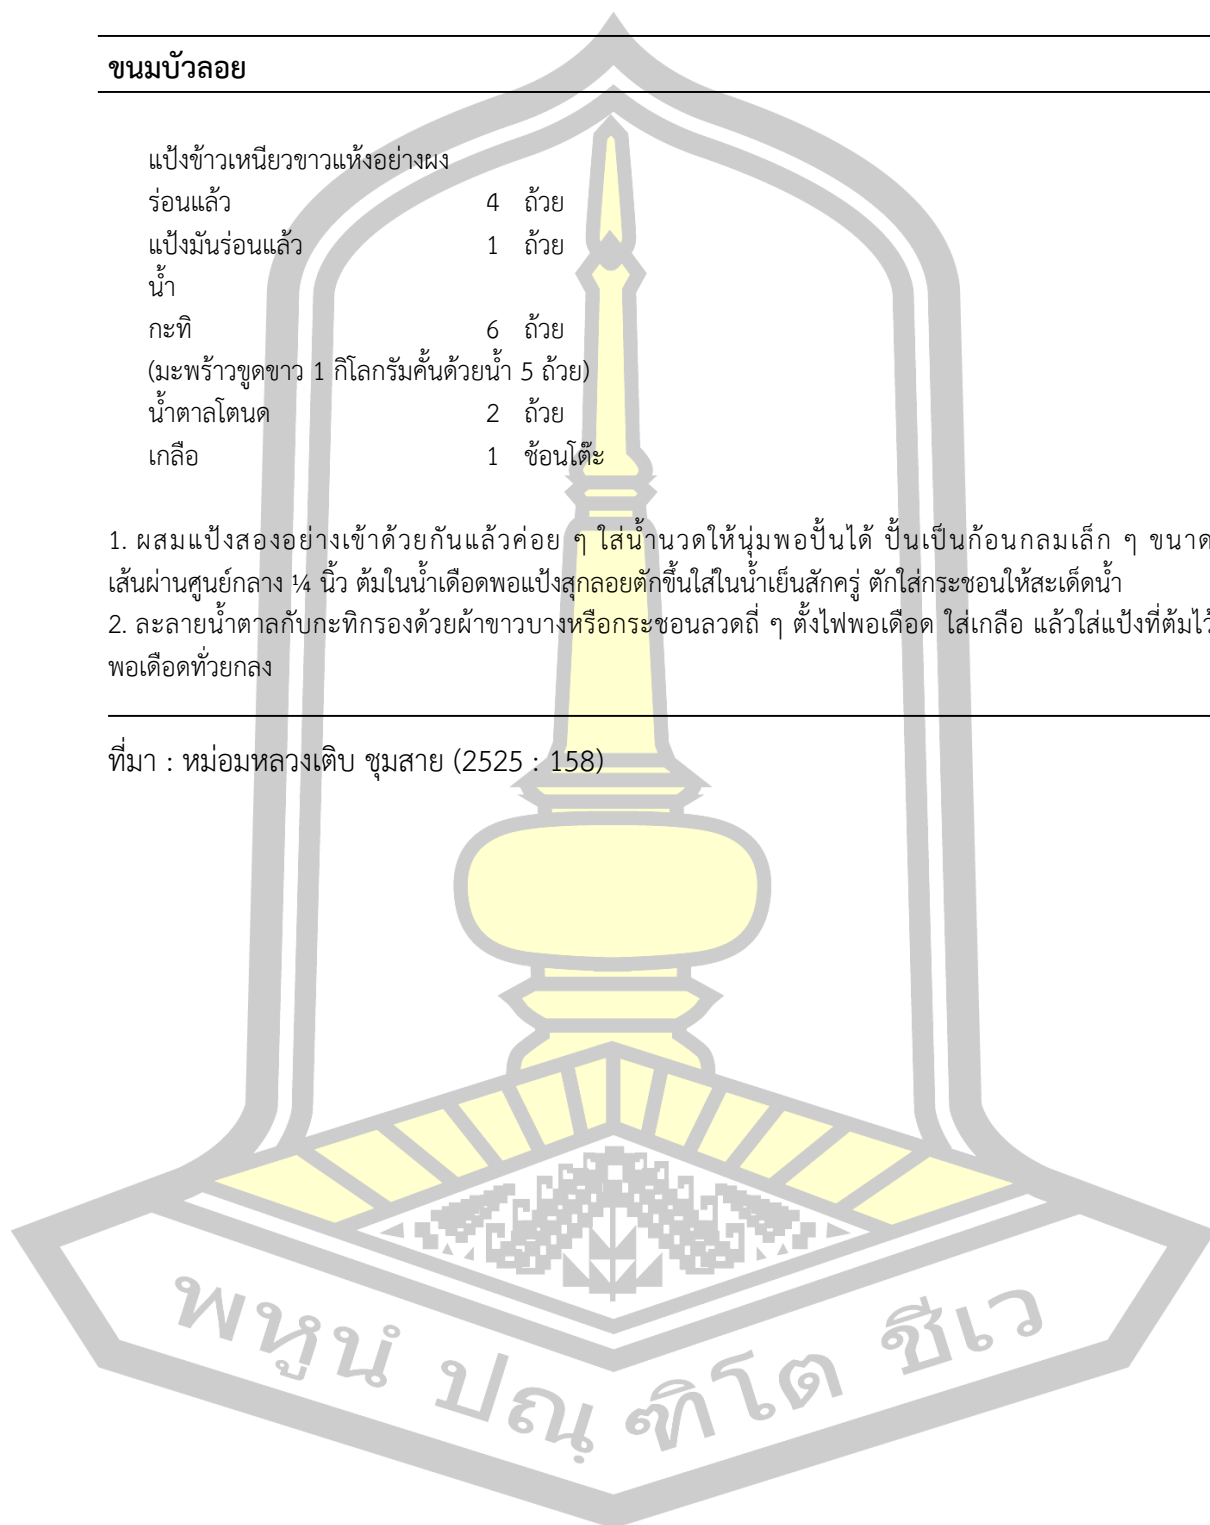 ขนมบัวลอย
แป้งข้าวเหนียวขาวแห้งอย่างผง
ร่อนแล้ว 4 ถ้วย
แป้งมันร่อนแล้ว 1 ถ้วย
น้ำ
กะทิ 6 ถ้วย
(มะพร้าวขูดขาว 1 กิโลกรัมคั้นด้วยน้ำ 5 ถ้วย)
น้ำตาลโตนด 2 ถ้วย
เกลือ 1 ช้อนโต๊ะ
1. ผสมแป้งสองอย่างเข้าด้วยกันแล้วค่อย ๆ ใส่น้ำนวดให้นุ่มพอปั้นได้ ปั้นเป็นก้อนกลมเล็ก ๆ ขนาด
เส้นผ่านศูนย์กลาง ¼ นิ้ว ต้มในน้ำเดือดพอแป้งสุกลอยตักขึ้นใส่ในน้ำเย็นสักครู่ ตักใส่กระชอนให้สะเด็ดน้ำ
2. ละลายน้ำตาลกับกะทิกรองด้วยผ้าขาวบางหรือกระชอนลวดถี่ ๆ ตั้งไฟพอเดือด ใส่เกลือ แล้วใส่แป้งที่ต้มไว้
พอเดือดทั่วยกลง
ที่มา : หม่อมหลวงเติบ ชุมสาย (2525 : 158)
พหูนํ ปณฺฑิโต ชีเว